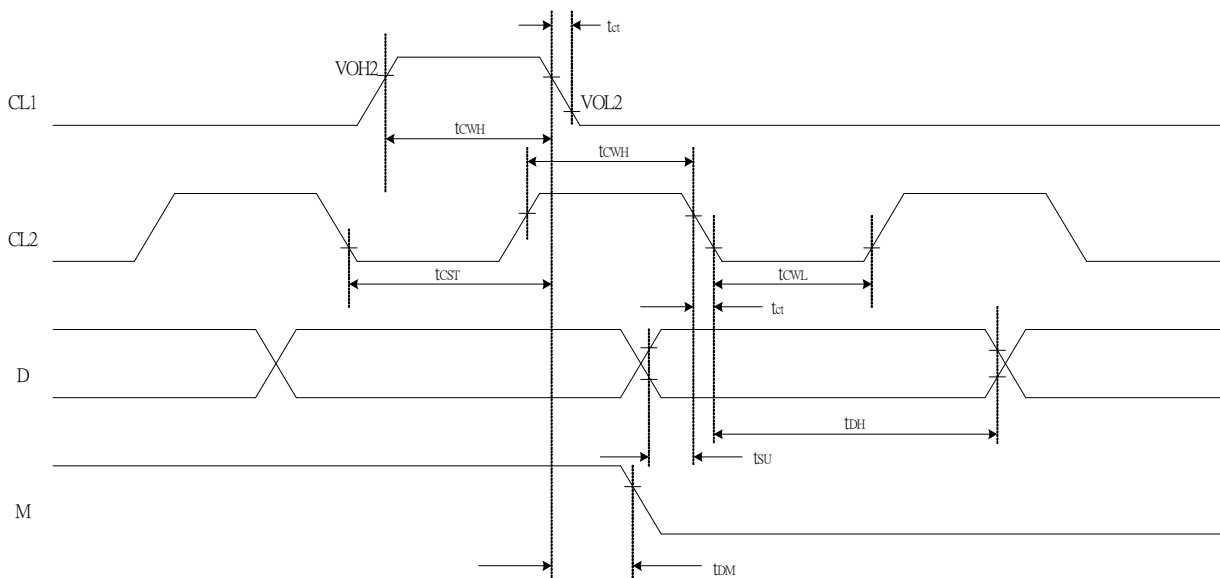 tct
VOH2
CL1
VOL2
tCWH
tCWH
CL2
tCST
tCWL
tct
D
tDH
tSU
M
tDM